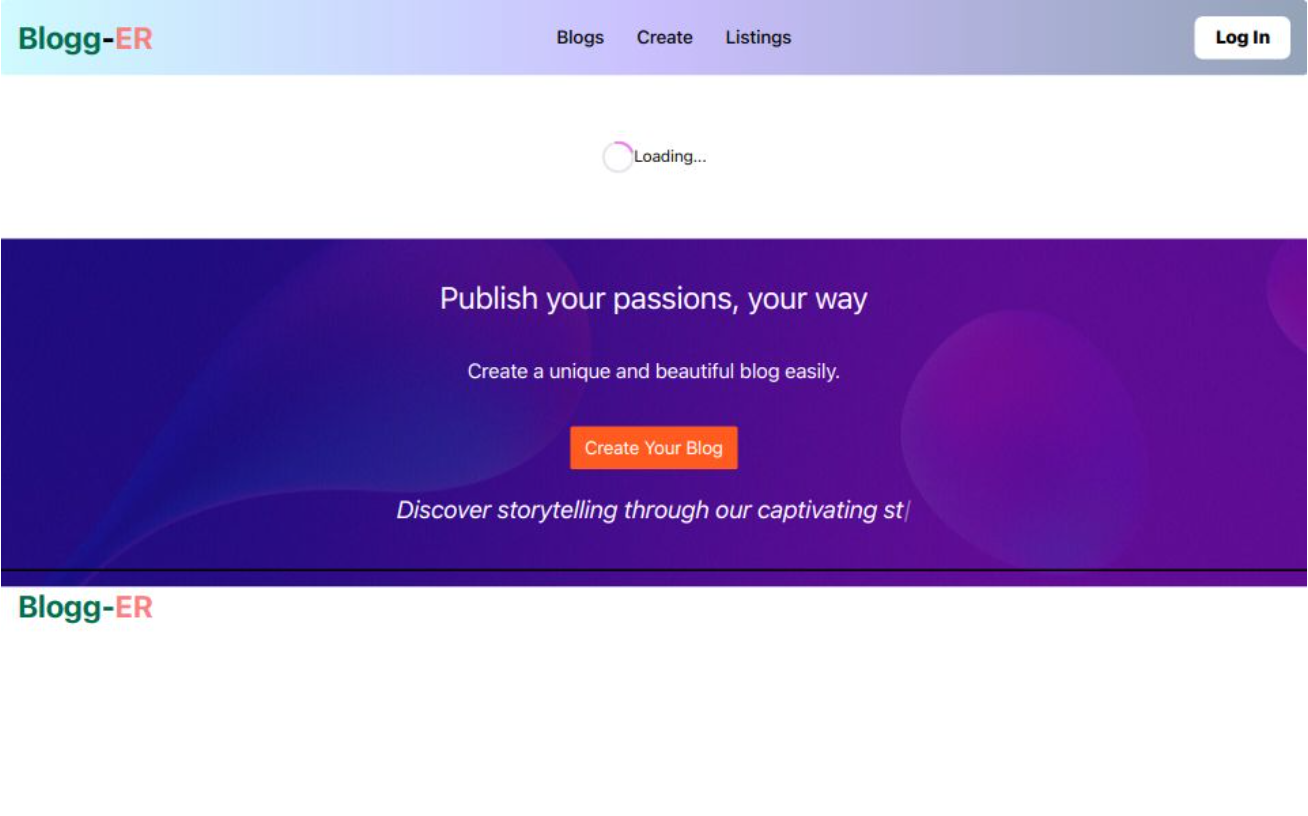 Blogg-ER
Blogs Create Listings
Log In
Loading...
Publish your passions, your way
Create a unique and beautiful blog easily.
Create Your Blog
Discover storytelling through our captivating st|
Blogg-ER